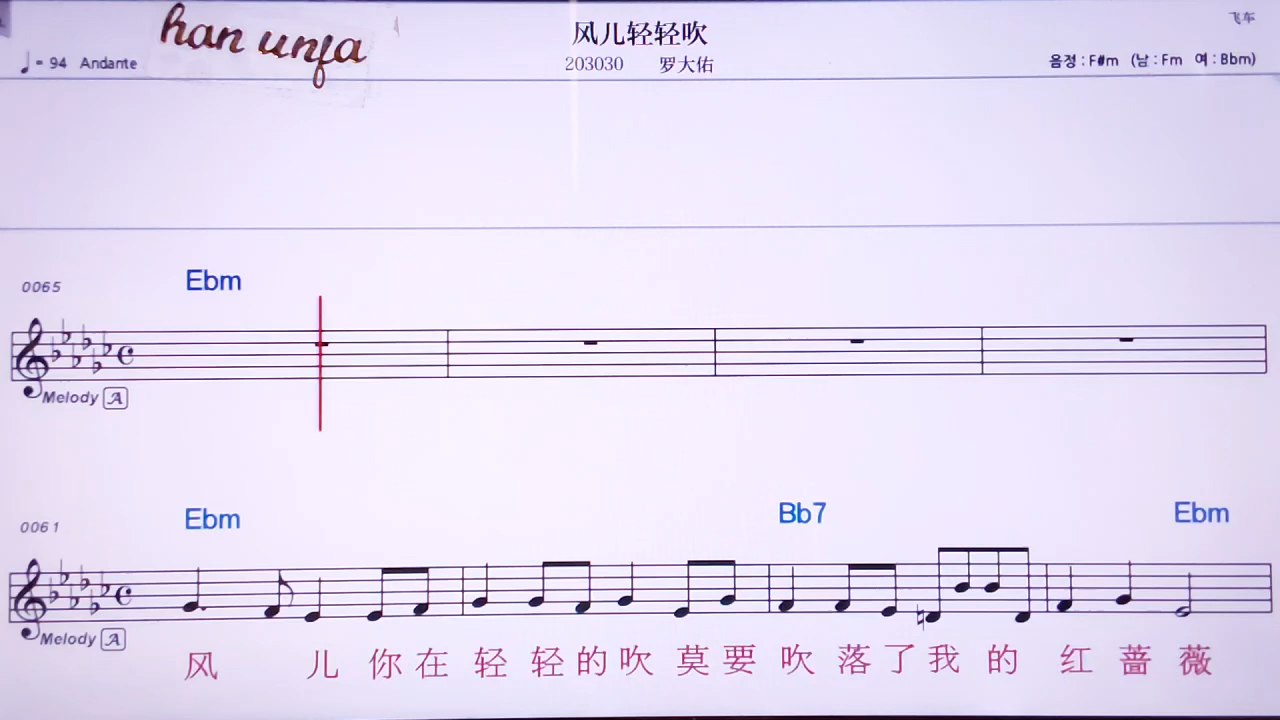 han unfa
风儿轻轻吹
飞车
♩= 94 Andante
203030 罗大佑
음정 : F#m (남 : Fm 여 : Bbm)
0065
Ebm
Melody A
0061
Ebm Bb7 Ebm
Melody A
风 儿 你 在 轻 轻 的 吹 莫 要 吹 落 了 我 的 红 蔷 薇